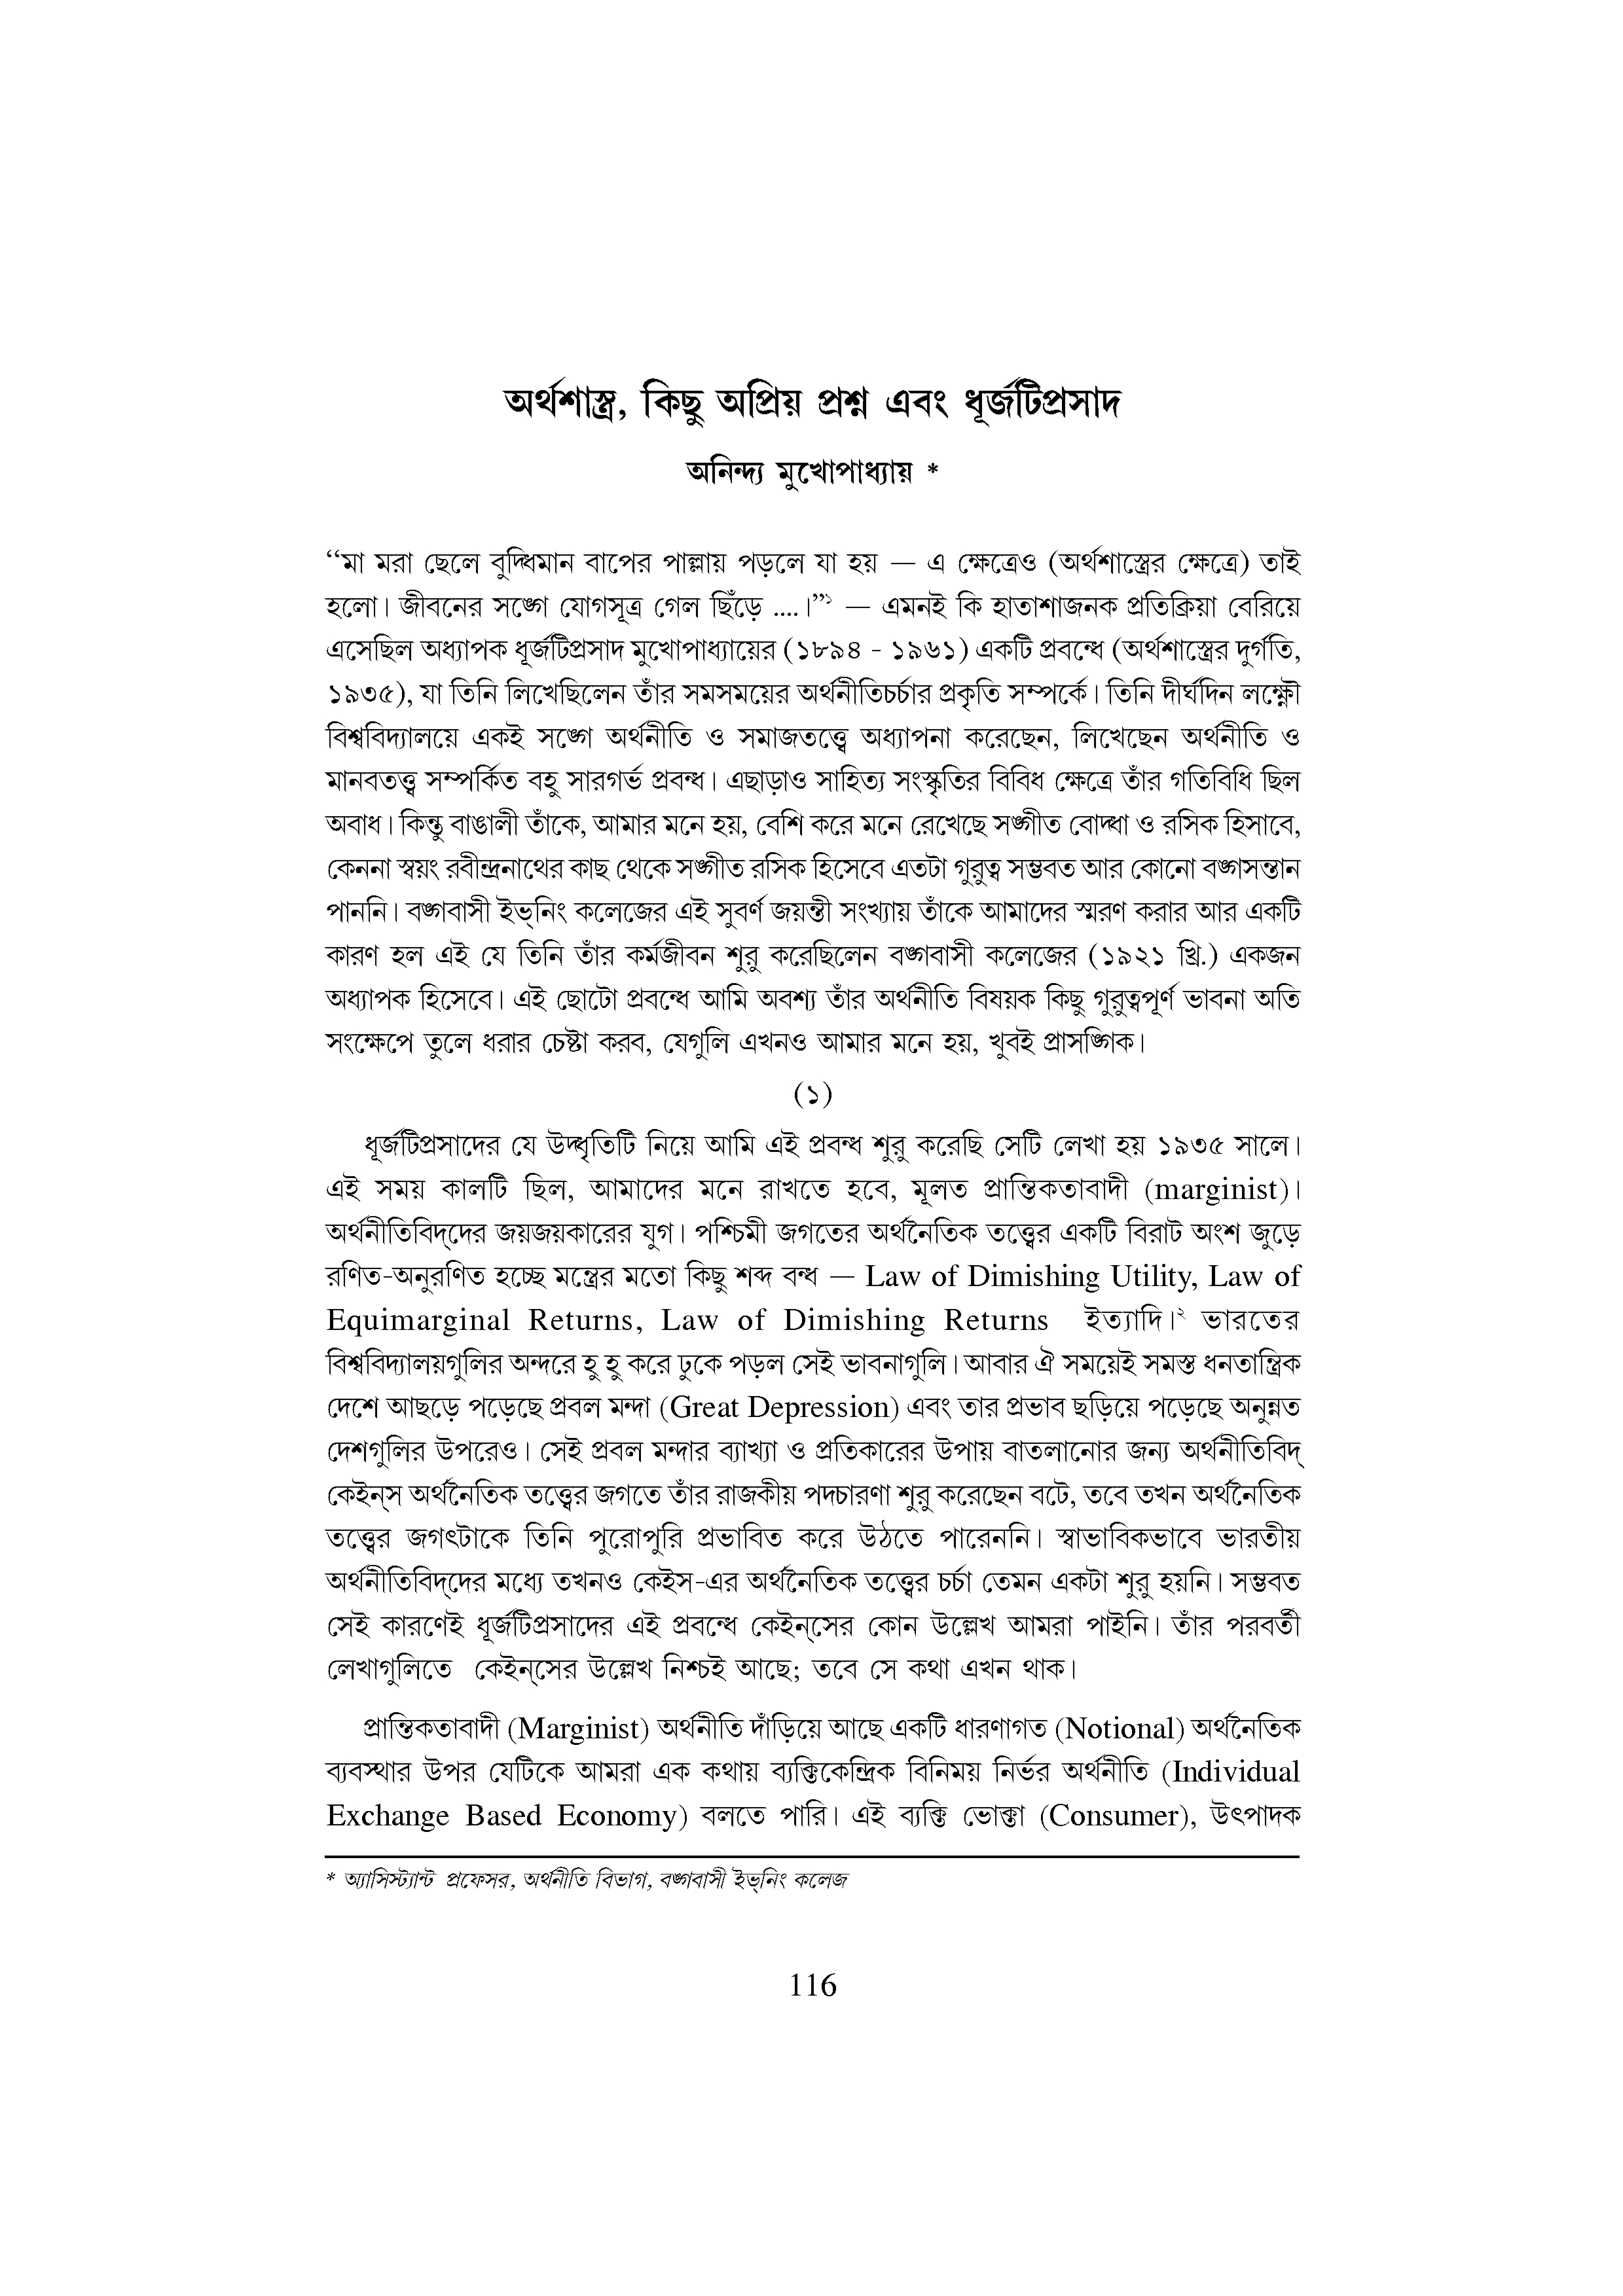 অর্থশাস্ত্র, কিছু অপ্রিয় প্রশ্ন এবং ধূর্জটিপ্রসাদ
অনিন্দ্য মুখোপাধ্যায় *
“মা মরা ছেলে বুদ্ধিমান বাপের পাল্লায় পড়লে যা হয় — এ ক্ষেত্রেও (অর্থশাস্ত্রের ক্ষেত্রে) তাই
হলো। জীবনের সঙ্গে যোগসূত্র গেল ছিঁড়ে ....।”১ — এমনই কি হাতাশাজনক প্রতিক্রিয়া বেরিয়ে
এসেছিল অধ্যাপক ধূর্জটিপ্রসাদ মুখোপাধ্যায়ের (১৮৯৪ - ১৯৬১) একটি প্রবন্ধে (অর্থশাস্ত্রের দুর্গতি,
১৯৩৫), যা তিনি লিখেছিলেন তাঁর সমসময়ের অর্থনীতিচর্চার প্রকৃতি সম্পর্কে। তিনি দীর্ঘদিন লক্ষ্ণৌ
বিশ্ববিদ্যালয়ে একই সঙ্গে অর্থনীতি ও সমাজতত্ত্বে অধ্যাপনা করেছেন, লিখেছেন অর্থনীতি ও
মানবতত্ত্ব সম্পর্কিত বহু সারগর্ভ প্রবন্ধ। এছাড়াও সাহিত্য সংস্কৃতির বিবিধ ক্ষেত্রে তাঁর গতিবিধি ছিল
অবাধ। কিন্তু বাঙালী তাঁকে, আমার মনে হয়, বেশি করে মনে রেখেছে সঙ্গীত বোদ্ধা ও রসিক হিসাবে,
কেননা স্বয়ং রবীন্দ্রনাথের কাছ থেকে সঙ্গীত রসিক হিসেবে এতটা গুরুত্ব সম্ভবত আর কোনো বঙ্গসন্তান
পাননি। বঙ্গবাসী ইভ্‌নিং কলেজের এই সুবর্ণ জয়ন্তী সংখ্যায় তাঁকে আমাদের স্মরণ করার আর একটি
কারণ হল এই যে তিনি তাঁর কর্মজীবন শুরু করেছিলেন বঙ্গবাসী কলেজের (১৯২১ খ্রি.) একজন
অধ্যাপক হিসেবে। এই ছোটো প্রবন্ধে আমি অবশ্য তাঁর অর্থনীতি বিষয়ক কিছু গুরুত্বপূর্ণ ভাবনা অতি
সংক্ষেপে তুলে ধরার চেষ্টা করব, যেগুলি এখনও আমার মনে হয়, খুবই প্রাসঙ্গিক।
(১)
ধূর্জটিপ্রসাদের যে উদ্ধৃতিটি নিয়ে আমি এই প্রবন্ধ শুরু করেছি সেটি লেখা হয় ১৯৩৫ সালে।
এই সময় কালটি ছিল, আমাদের মনে রাখতে হবে, মূলত প্রান্তিকতাবাদী (marginist)।
অর্থনীতিবিদ্‌দের জয়জয়কারের যুগ। পশ্চিমী জগতের অর্থনৈতিক তত্ত্বের একটি বিরাট অংশ জুড়ে
রণিত-অনুরণিত হচ্ছে মন্ত্রের মতো কিছু শব্দ বন্ধ — Law of Dimishing Utility, Law of
Equimarginal Returns, Law of Dimishing Returns ইত্যাদি।২ ভারতের
বিশ্ববিদ্যালয়গুলির অন্দরে হু হু করে ঢুকে পড়ল সেই ভাবনাগুলি। আবার ঐ সময়েই সমস্ত ধনতান্ত্রিক
দেশে আছড়ে পড়েছে প্রবল মন্দা (Great Depression) এবং তার প্রভাব ছড়িয়ে পড়েছে অনুন্নত
দেশগুলির উপরেও। সেই প্রবল মন্দার ব্যাখ্যা ও প্রতিকারের উপায় বাতলানোর জন্য অর্থনীতিবিদ্
কেইন্‌স অর্থনৈতিক তত্ত্বের জগতে তাঁর রাজকীয় পদচারণা শুরু করেছেন বটে, তবে তখন অর্থনৈতিক
তত্ত্বের জগৎটাকে তিনি পুরোপুরি প্রভাবিত করে উঠতে পারেননি। স্বাভাবিকভাবে ভারতীয়
অর্থনীতিবিদ্‌দের মধ্যে তখনও কেইস-এর অর্থনৈতিক তত্ত্বের চর্চা তেমন একটা শুরু হয়নি। সম্ভবত
সেই কারণেই ধূর্জটিপ্রসাদের এই প্রবন্ধে কেইন্‌সের কোন উল্লেখ আমরা পাইনি। তাঁর পরবর্তী
লেখাগুলিতে কেইন্‌সের উল্লেখ নিশ্চই আছে; তবে সে কথা এখন থাক।
প্রান্তিকতাবাদী (Marginist) অর্থনীতি দাঁড়িয়ে আছে একটি ধারণাগত (Notional) অর্থনৈতিক
ব্যবস্থার উপর যেটিকে আমরা এক কথায় ব্যক্তিকেন্দ্রিক বিনিময় নির্ভর অর্থনীতি (Individual
Exchange Based Economy) বলতে পারি। এই ব্যক্তি ভোক্তা (Consumer), উৎপাদক
* অ্যাসিস্ট্যান্ট প্রফেসর, অর্থনীতি বিভাগ, বঙ্গবাসী ইভ্‌নিং কলেজ
116